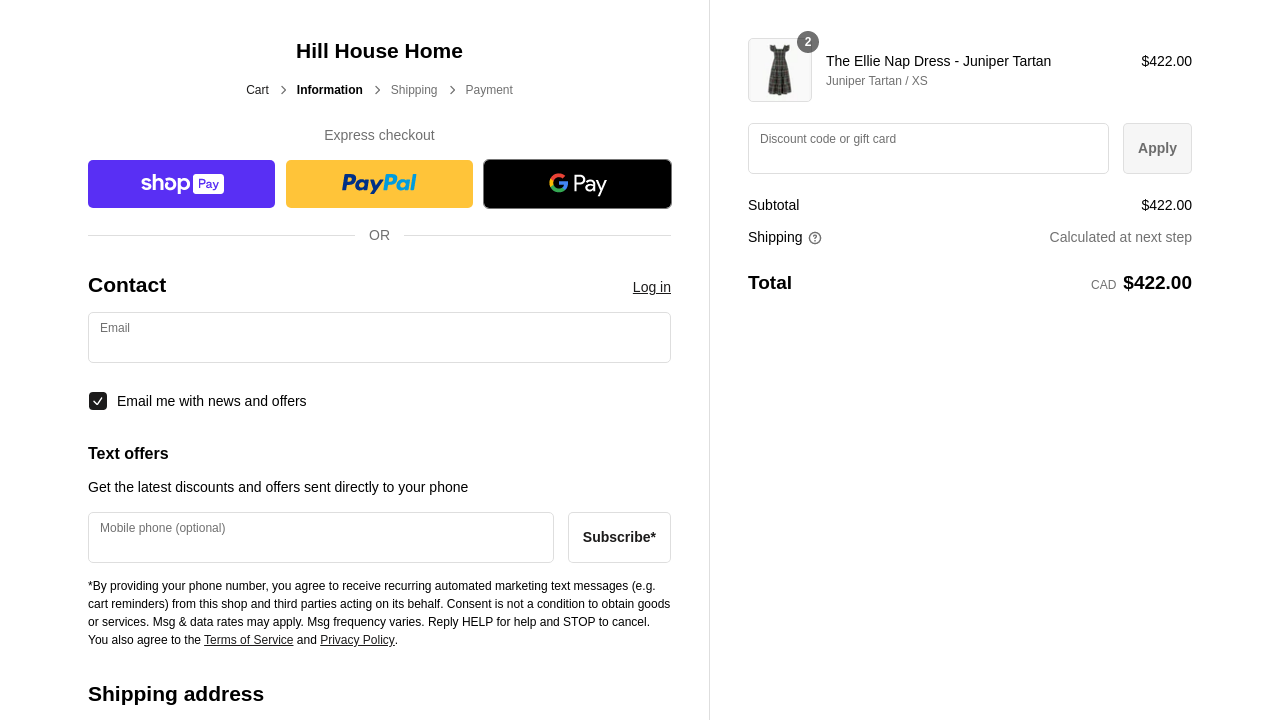 Hill House Home
Cart > Information > Shipping > Payment
Express checkout
shop Pay
PayPal
G Pay
OR
Contact
Log in
Email
Email me with news and offers
Text offers
Get the latest discounts and offers sent directly to your phone
Mobile phone (optional)
Subscribe*
*By providing your phone number, you agree to receive recurring automated marketing text messages (e.g.
cart reminders) from this shop and third parties acting on its behalf. Consent is not a condition to obtain goods
or services. Msg & data rates may apply. Msg frequency varies. Reply HELP for help and STOP to cancel.
You also agree to the Terms of Service and Privacy Policy.
Shipping address
2
The Ellie Nap Dress - Juniper Tartan
$422.00
Juniper Tartan / XS
Discount code or gift card
Apply
Subtotal
$422.00
Shipping
Calculated at next step
Total
CAD $422.00